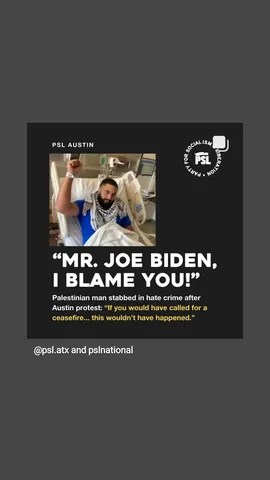 PSL AUSTIN
PARTY FOR SOCIALISM
LIBERATION
PSL
“MR. JOE BIDEN,
I BLAME YOU!”
Palestinian man stabbed in hate crime after
Austin protest: “If you would have called for a
ceasefire... this wouldn’t have happened.”
@psl.atx and pslnational